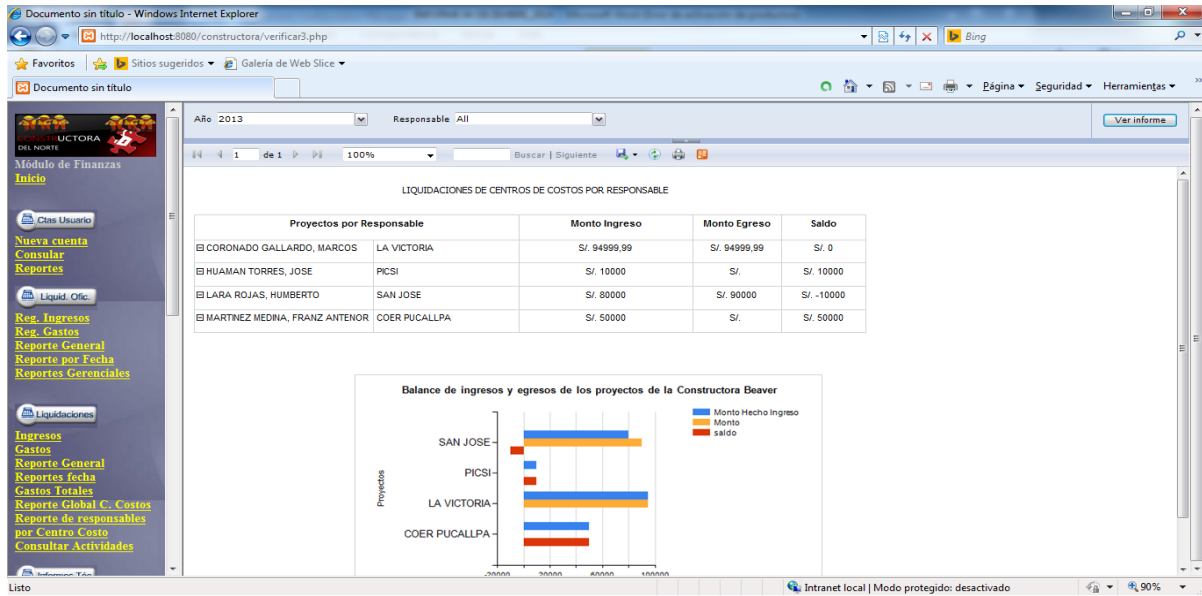 Documento sin título - Windows Internet Explorer
http://localhost:8080/constructora/verificar3.php
Bing
Favoritos
Sitios sugeridos
Galería de Web Slice
Documento sin título
Página
Seguridad
Herramientas
CONSTRUCTORA
DEL NORTE
Módulo de Finanzas
Inicio
Ctas Usuario
Nueva cuenta
Consular
Reportes
Liquid. Ofic.
Reg. Ingresos
Reg. Gastos
Reporte General
Reporte por Fecha
Reportes Gerenciales
Liquidaciones
Ingresos
Gastos
Reporte General
Reportes fecha
Gastos Totales
Reporte Global C. Costos
Reporte de responsables
por Centro Costo
Consultar Actividades
Informes Téc
Año 2013
Responsable All
Ver informe
1 de 1
100%
Buscar | Siguiente
LIQUIDACIONES DE CENTROS DE COSTOS POR RESPONSABLE
Proyectos por Responsable Monto Ingreso Monto Egreso Saldo
CORONADO GALLARDO, MARCOS LA VICTORIA S/. 94999,99 S/. 94999,99 S/. 0
HUAMAN TORRES, JOSE PICSI S/. 10000 S/. S/. 10000
LARA ROJAS, HUMBERTO SAN JOSE S/. 80000 S/. 90000 S/. -10000
MARTINEZ MEDINA, FRANZ ANTENOR COER PUCALLPA S/. 50000 S/. S/. 50000
Balance de ingresos y egresos de los proyectos de la Constructora Beaver
Monto Hecho Ingreso
Monto
saldo
Proyectos
SAN JOSE
PICSI
LA VICTORIA
COER PUCALLPA
-20000 20000 60000 100000
Listo
Intranet local | Modo protegido: desactivado
90%